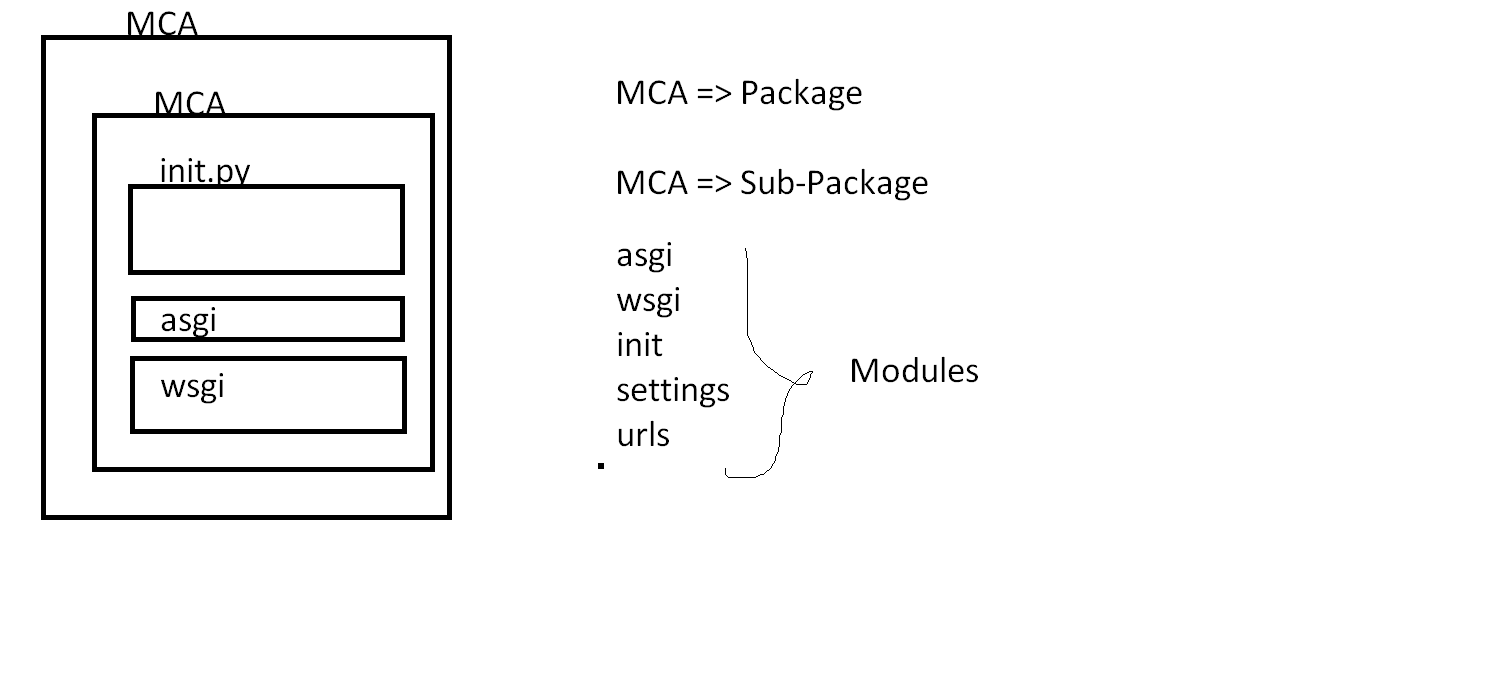 MCA
MCA
init.py
asgi
wsgi
MCA => Package
MCA => Sub-Package
asgi
wsgi
init
settings
urls
Modules